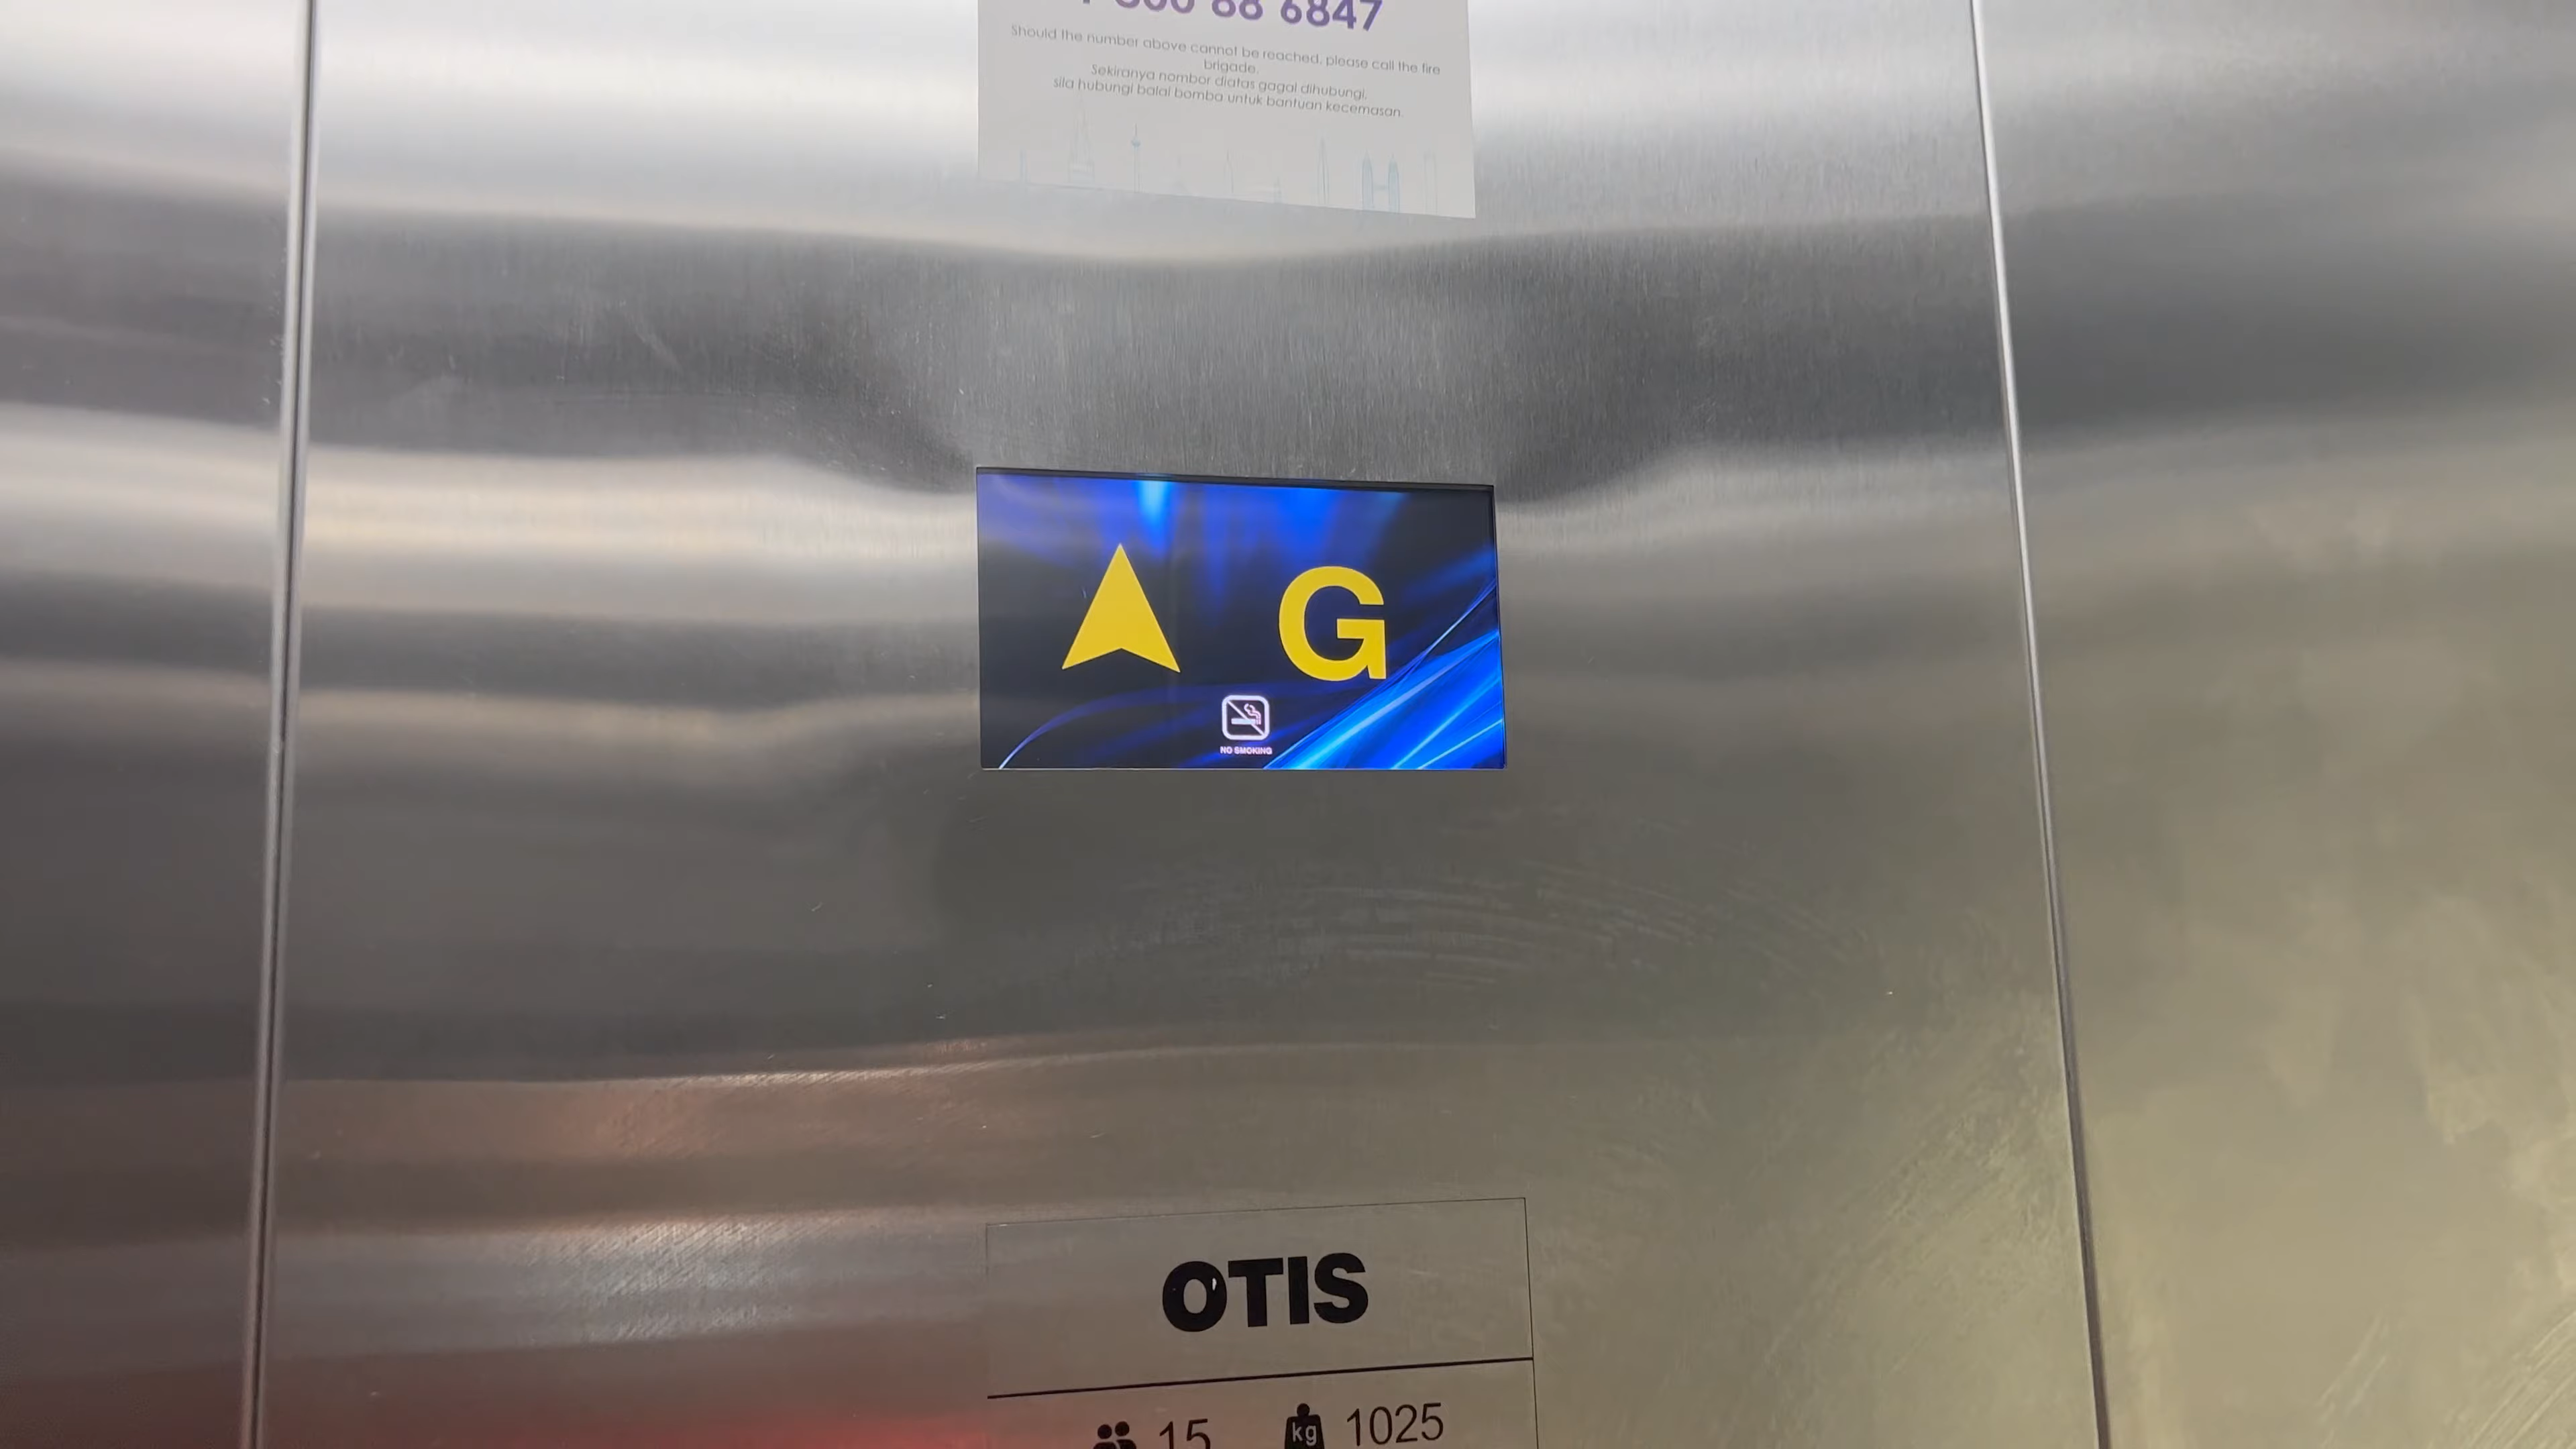 88 6847
Should the number above cannot be reached, please call the fire
brigade.
Sekiranya nombor diatas gagal dihubungi,
sila hubungi balai bomba untuk bantuan kecemasan.
G
NO SMOKING
OTIS
15 kg 1025